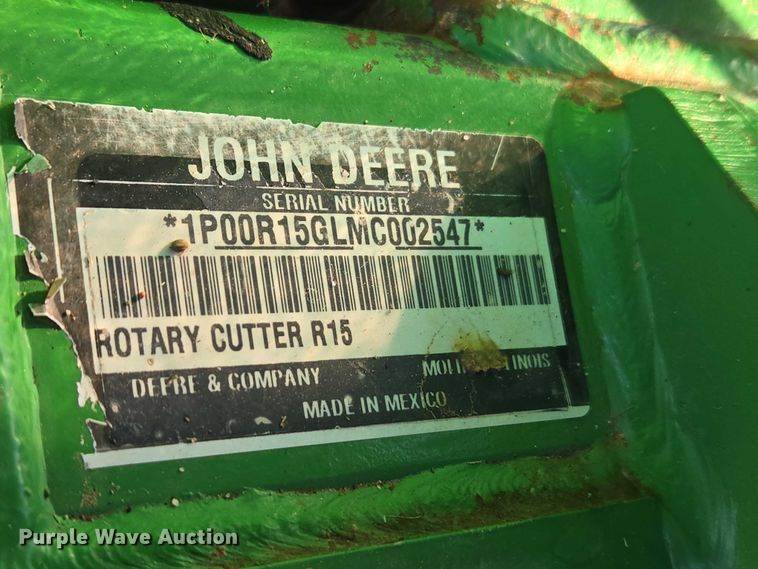 JOHN DEERE
SERIAL NUMBER
*1P00R15GLMC002547*
ROTARY CUTTER R15
DEERE & COMPANY
MADE IN MEXICO
Purple Wave Auction